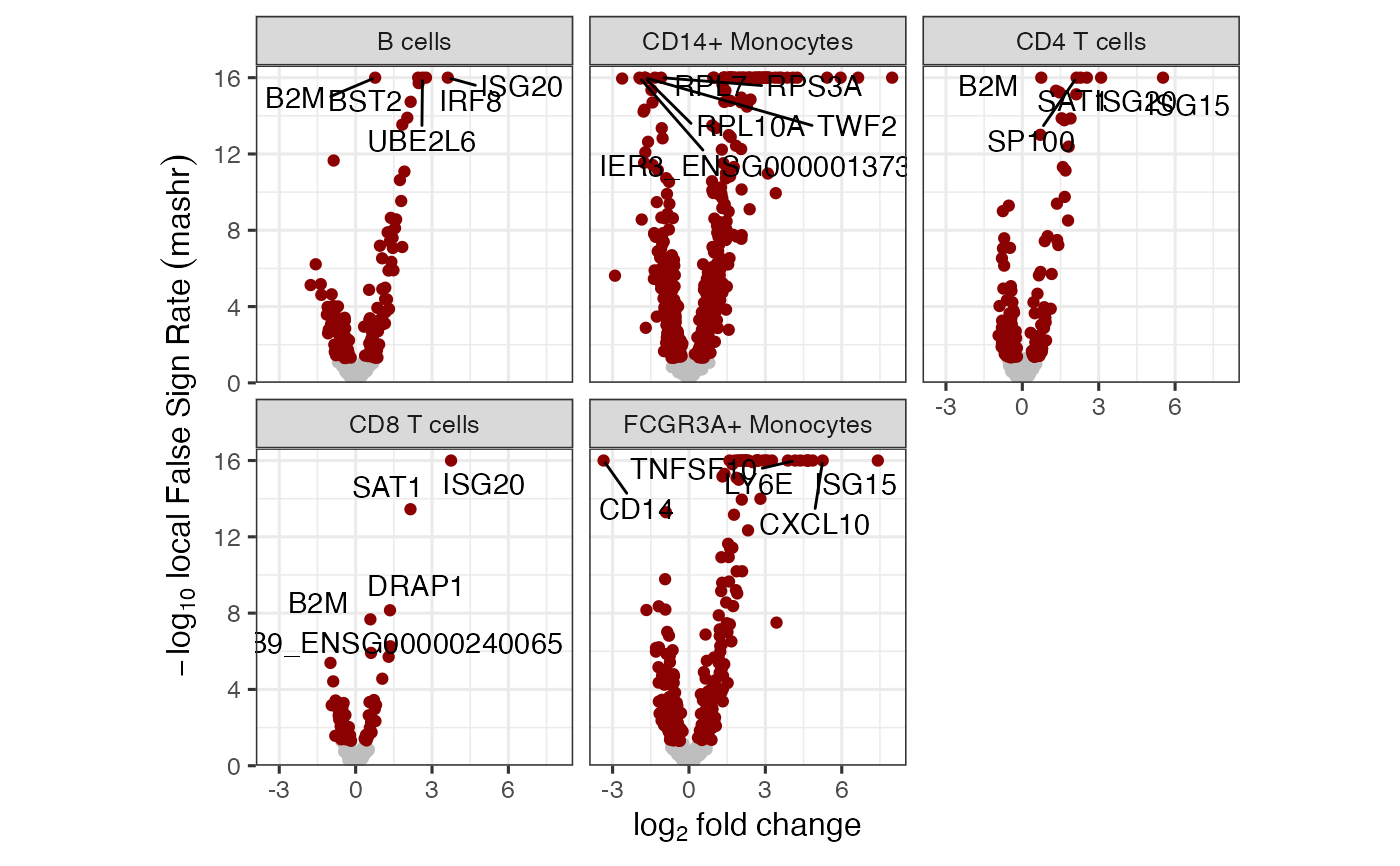 B cells
CD14+ Monocytes
CD4 T cells
16
12
8
4
0
B2M
BST2
IRF8
ISG20
UBE2L6
RPL7
RPS3A
RPL10A
TWF2
IER3_ENSG000001373
B2M
SAT1
ISG20
ISG15
SP100
-3
0
3
6
CD8 T cells
FCGR3A+ Monocytes
16
12
8
4
0
SAT1
ISG20
DRAP1
B2M
39_ENSG00000240065
TNFSF10
LY6E
ISG15
CD14
CXCL10
-3
0
3
6
-3
0
3
6
log2 fold change
−log10 local False Sign Rate (mashr)